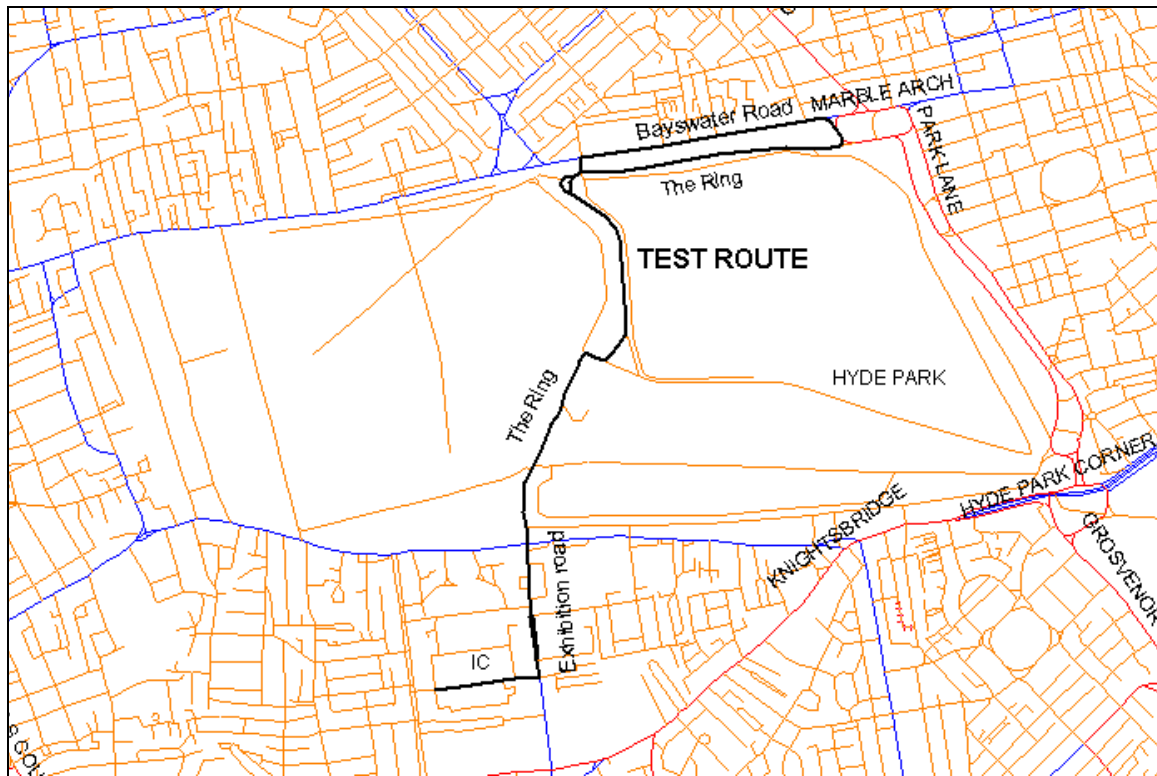 Bayswater Road
MARBLE ARCH
PARK LANE
The Ring
TEST ROUTE
HYDE PARK
The Ring
HYDE PARK CORNER
KNIGHTSBRIDGE
GROSVENOR
Exhibition road
IC